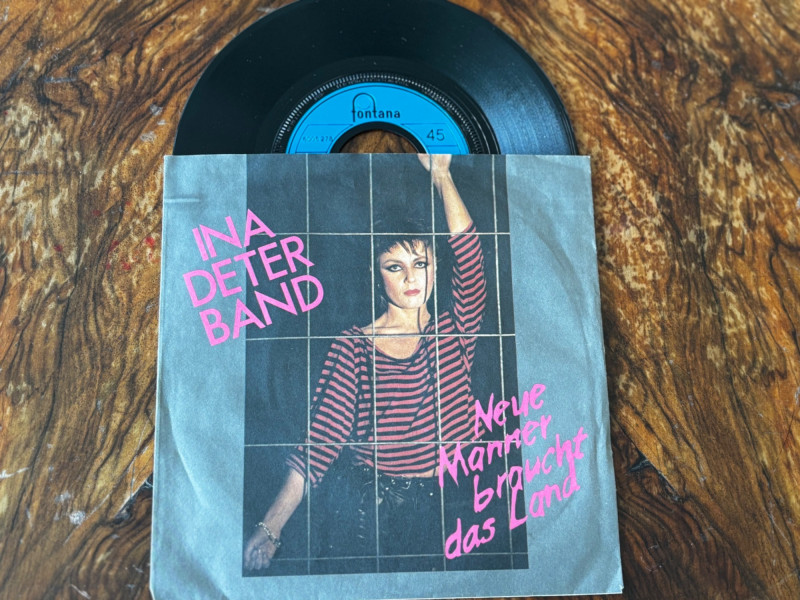 fontana
45
INA
DETER
BAND
Neue
Männer
braucht
das Land